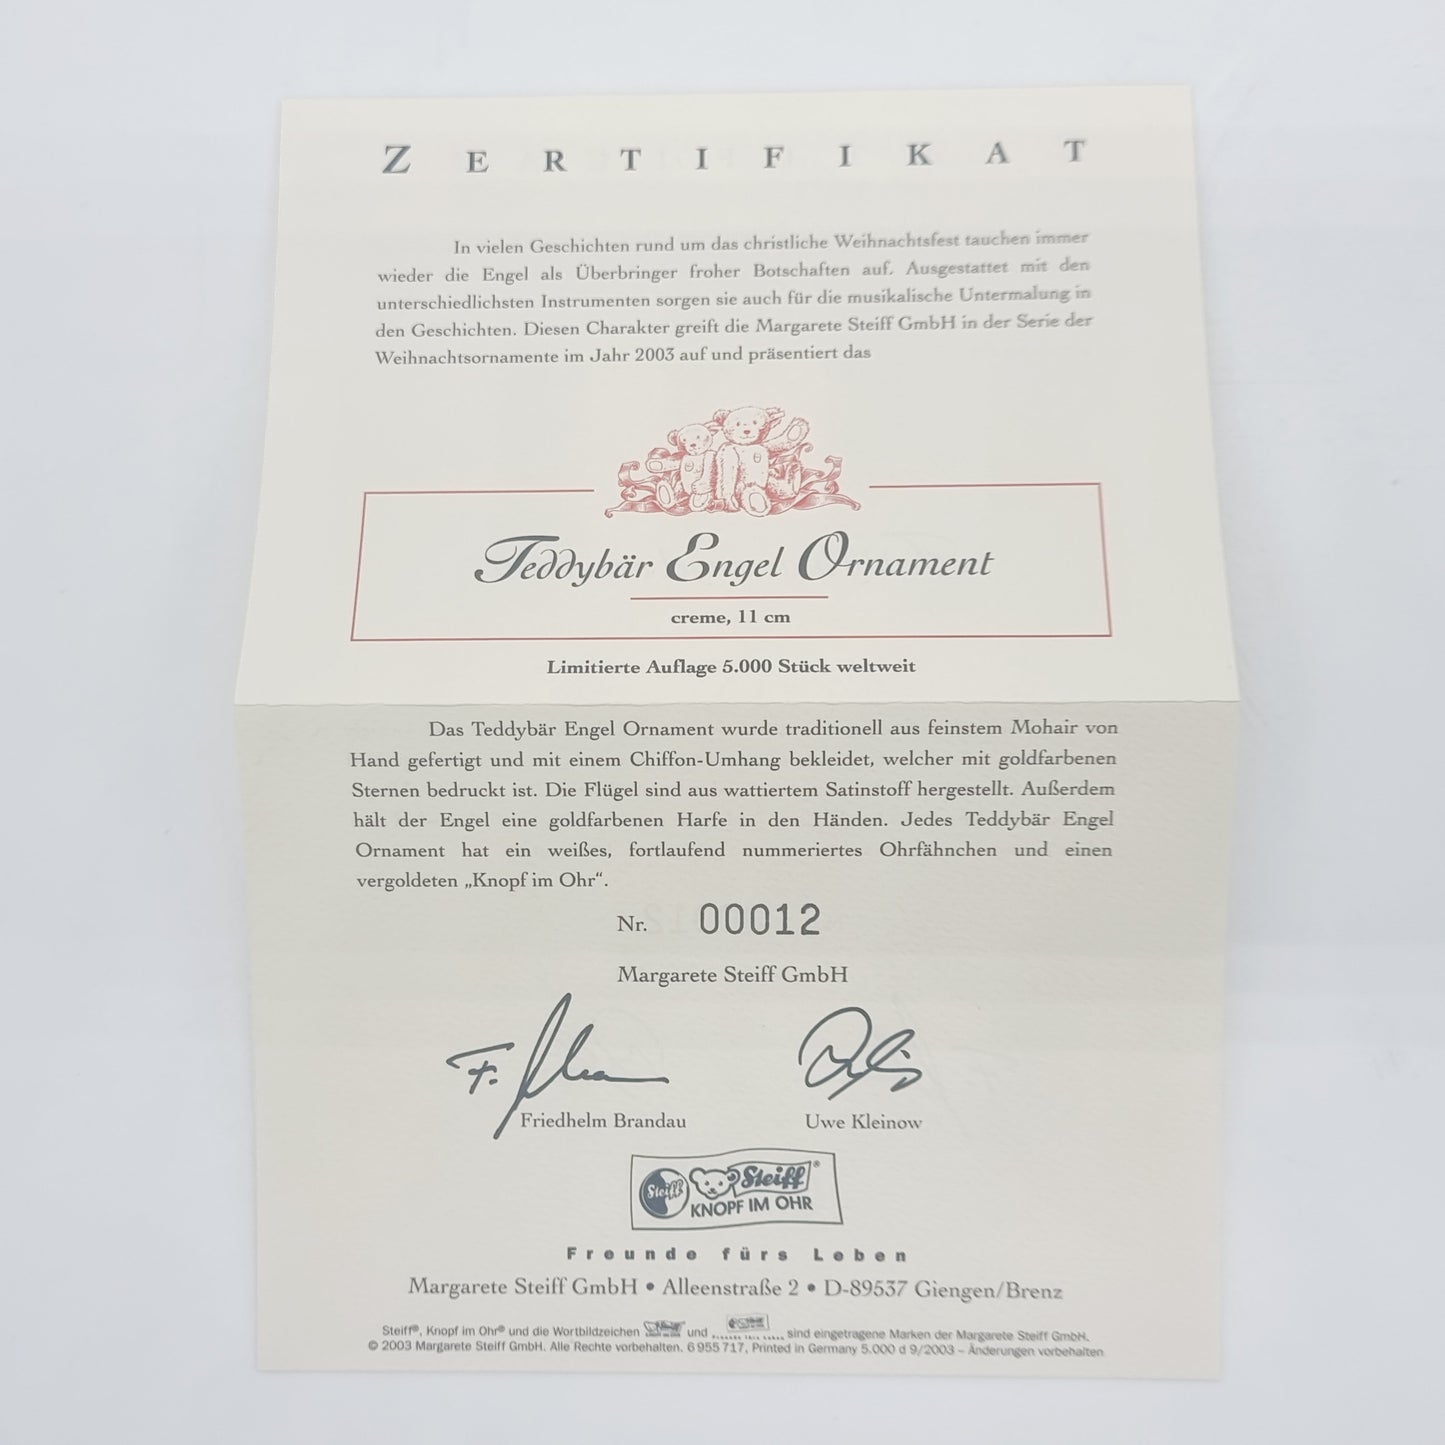 ZERTIFIKAT
In vielen Geschichten rund um das christliche Weihnachtsfest tauchen immer
wieder die Engel als Überbringer froher Botschaften auf. Ausgestattet mit den
unterschiedlichsten Instrumenten sorgen sie auch für die musikalische Untermalung in
den Geschichten. Diesen Charakter greift die Margarete Steiff GmbH in der Serie der
Weihnachtsornamente im Jahr 2003 auf und präsentiert das
Teddybär Engel Ornament
creme, 11 cm
Limitierte Auflage 5.000 Stück weltweit
Das Teddybär Engel Ornament wurde traditionell aus feinstem Mohair von
Hand gefertigt und mit einem Chiffon-Umhang bekleidet, welcher mit goldfarbenen
Sternen bedruckt ist. Die Flügel sind aus wattiertem Satinstoff hergestellt. Außerdem
hält der Engel eine goldfarbenen Harfe in den Händen. Jedes Teddybär Engel
Ornament hat ein weißes, fortlaufend nummeriertes Ohrfähnchen und einen
vergoldeten „Knopf im Ohr“.
Nr. 00012
Margarete Steiff GmbH
Friedhelm Brandau Uwe Kleinow
Steiff Steiff®
KNOPF IM OHR
Freunde fürs Leben
Margarete Steiff GmbH • Alleenstraße 2 • D-89537 Giengen/Brenz
Steiff®, Knopf im Ohr® und die Wortbildzeichen und sind eingetragene Marken der Margarete Steiff GmbH.
© 2003 Margarete Steiff GmbH. Alle Rechte vorbehalten. 6 955 717, Printed in Germany 5.000 d 9/2003 – Änderungen vorbehalten